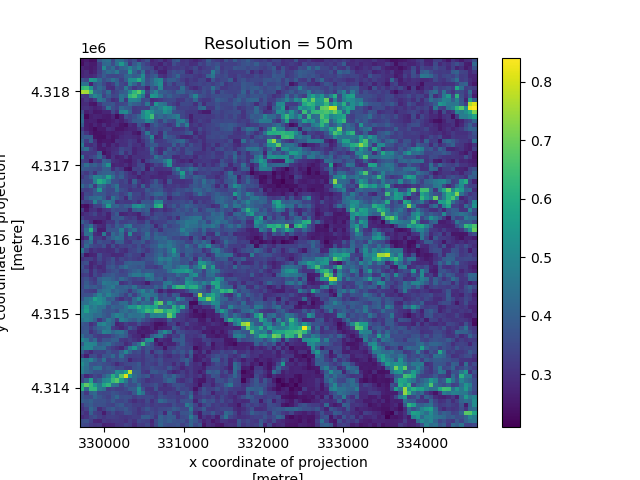 Resolution = 50m
1e6
4.318
4.317
4.316
4.315
4.314
y coordinate of projection
[metre]
330000 331000 332000 333000 334000
x coordinate of projection
[metre]
0.8
0.7
0.6
0.5
0.4
0.3